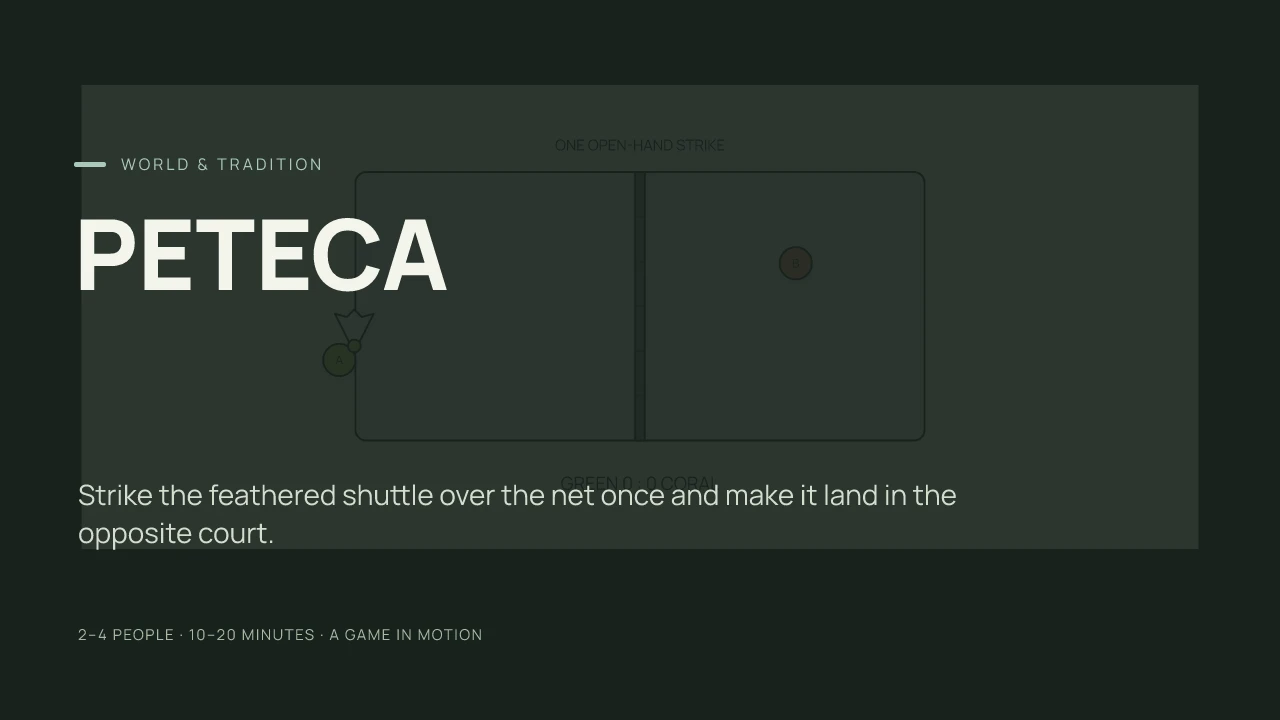 ONE OPEN-HAND STRIKE
WORLD & TRADITION
PETECA
B
A
GREEN 0 : 0 CORAL
Strike the feathered shuttle over the net once and make it land in the
opposite court.
2–4 PEOPLE · 10–20 MINUTES · A GAME IN MOTION